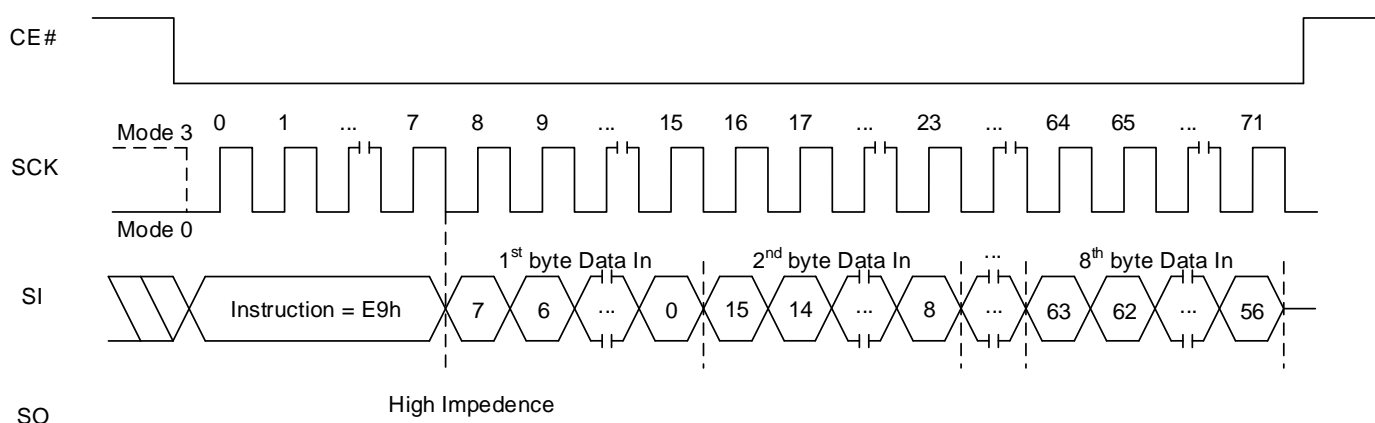 CE#
Mode 3 0 1 ... 7 8 9 ... 15 16 17 ... 23 ... 64 65 ... 71
SCK
Mode 0
1st byte Data In 2nd byte Data In ... 8th byte Data In
SI Instruction = E9h 7 6 ... 0 15 14 ... 8 ... 63 62 ... 56
High Impedence
SO